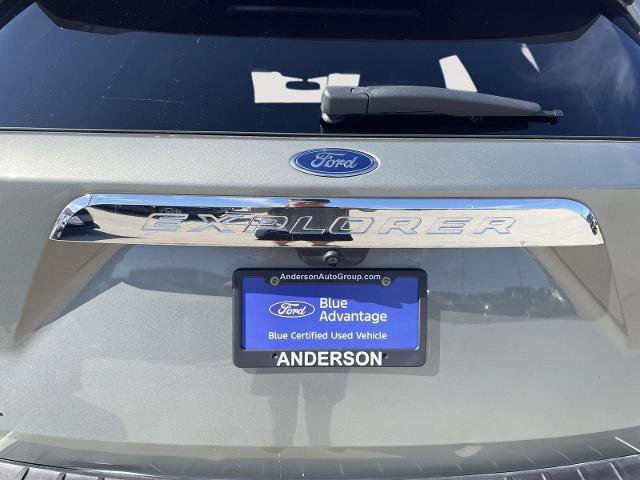 Ford
EXPLORER
AndersonAutoGroup.com
Ford
Blue
Advantage
Blue Certified Used Vehicle
ANDERSON